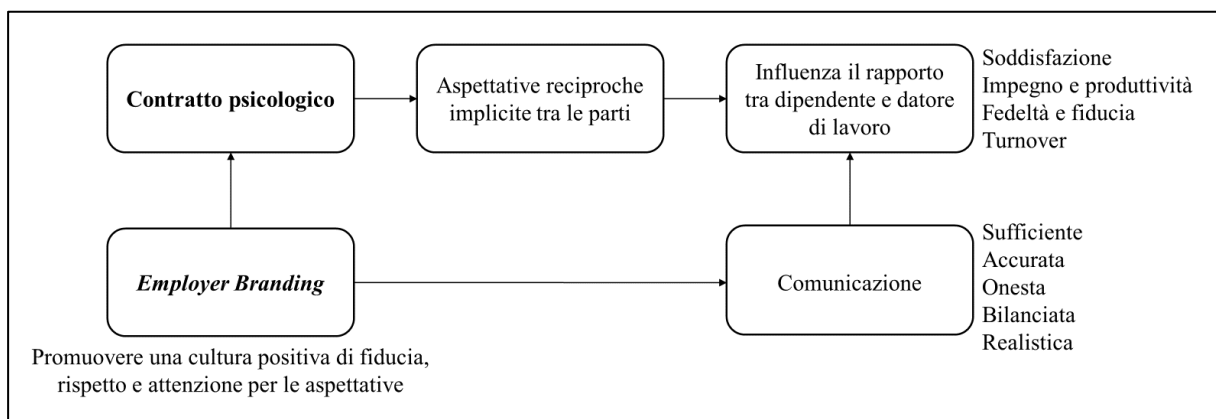 Contratto psicologico
Aspettative reciproche
implicite tra le parti
Influenza il rapporto
tra dipendente e datore
di lavoro
Soddisfazione
Impegno e produttività
Fedeltà e fiducia
Turnover
Employer Branding
Promuovere una cultura positiva di fiducia,
rispetto e attenzione per le aspettative
Comunicazione
Sufficiente
Accurata
Onesta
Bilanciata
Realistica